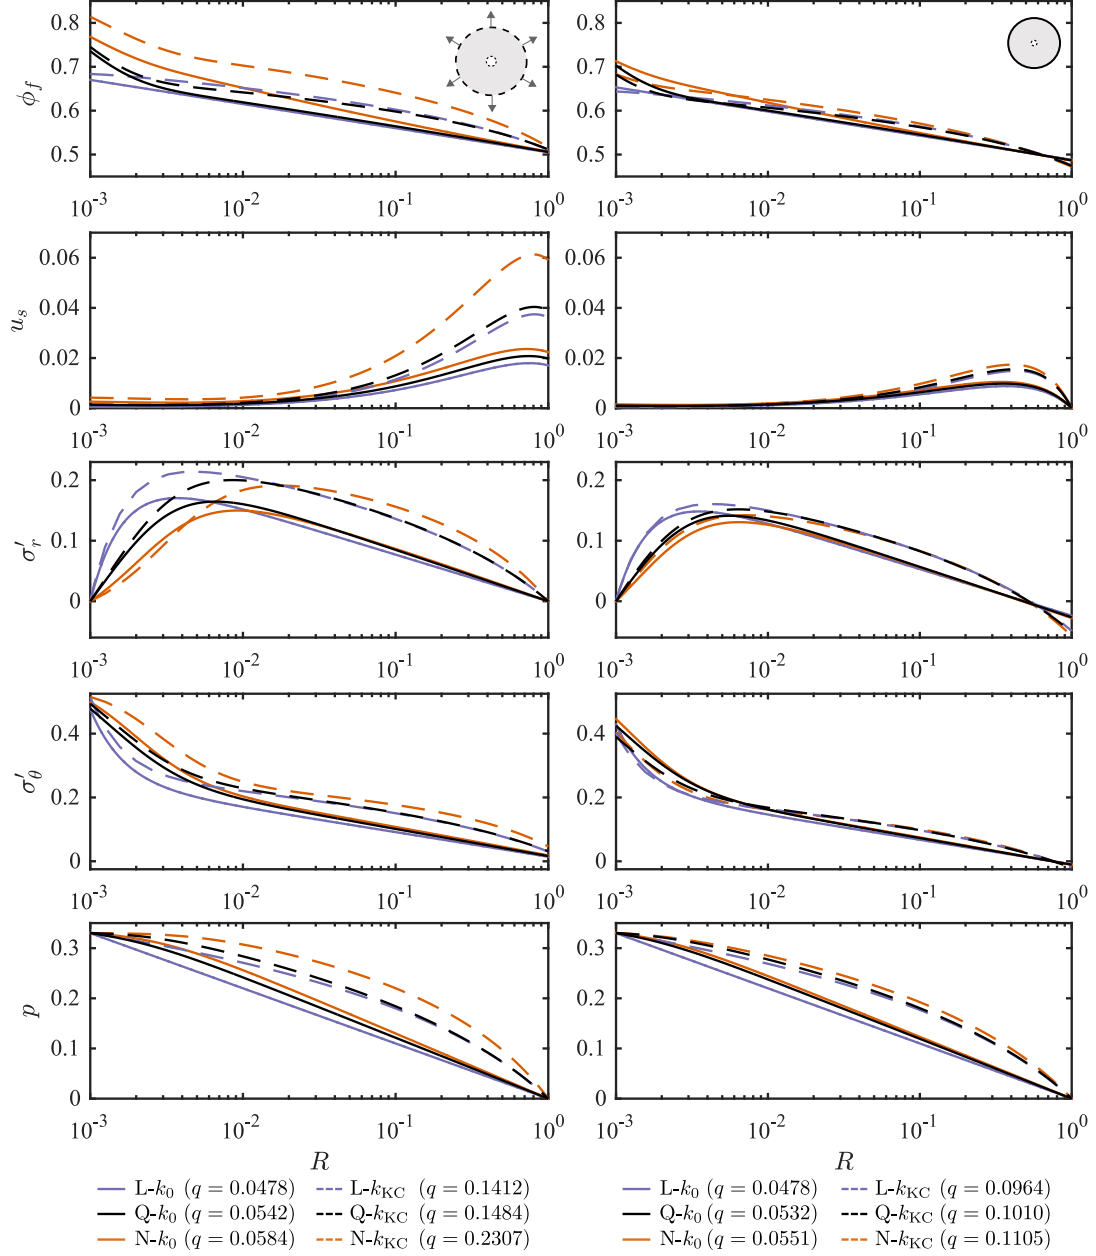 0.8
0.7
0.6
0.5
ϕ_f
10^-3 10^-2 10^-1 10^0
0.8
0.7
0.6
0.5
10^-3 10^-2 10^-1 10^0
0.06
0.04
0.02
0
u_s
10^-3 10^-2 10^-1 10^0
0.06
0.04
0.02
0
10^-3 10^-2 10^-1 10^0
0.2
0.1
0
σ′_r
10^-3 10^-2 10^-1 10^0
0.2
0.1
0
10^-3 10^-2 10^-1 10^0
0.4
0.2
0
σ′_θ
10^-3 10^-2 10^-1 10^0
0.4
0.2
0
10^-3 10^-2 10^-1 10^0
0.3
0.2
0.1
0
p
10^-3 10^-2 10^-1 10^0
R
0.3
0.2
0.1
0
10^-3 10^-2 10^-1 10^0
R
L-k_0 (q = 0.0478) L-k_KC (q = 0.1412)
Q-k_0 (q = 0.0542) Q-k_KC (q = 0.1484)
N-k_0 (q = 0.0584) N-k_KC (q = 0.2307)
L-k_0 (q = 0.0478) L-k_KC (q = 0.0964)
Q-k_0 (q = 0.0532) Q-k_KC (q = 0.1010)
N-k_0 (q = 0.0551) N-k_KC (q = 0.1105)